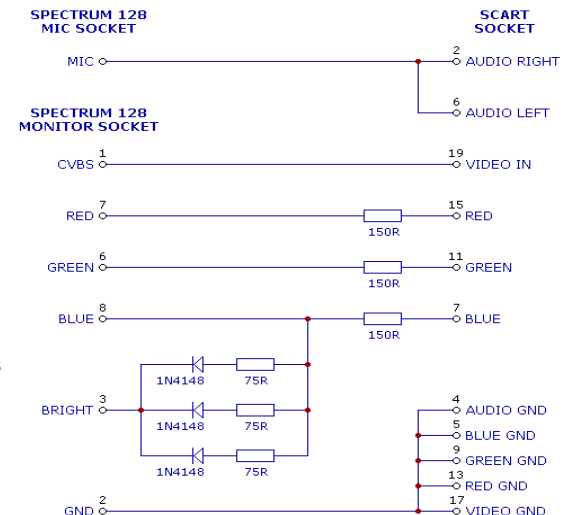 SPECTRUM 128
MIC SOCKET
SCART
SOCKET
MIC
2
AUDIO RIGHT
6
AUDIO LEFT
SPECTRUM 128
MONITOR SOCKET
CVBS
1
19
VIDEO IN
RED
7
150R
15
RED
GREEN
6
150R
11
GREEN
BLUE
8
150R
7
BLUE
1N4148
75R
BRIGHT
3
1N4148
75R
1N4148
75R
4
AUDIO GND
5
BLUE GND
9
GREEN GND
13
RED GND
GND
2
17
VIDEO GND